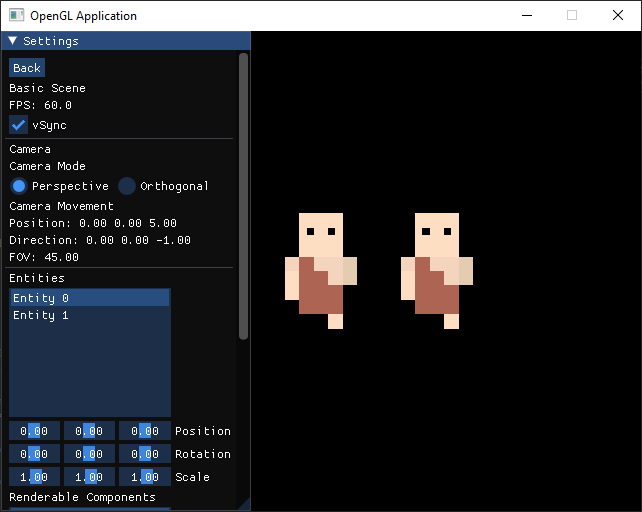 OpenGL Application
Settings
Back
Basic Scene
FPS: 60.0
vSync
Camera
Camera Mode
Perspective Orthogonal
Camera Movement
Position: 0.00 0.00 5.00
Direction: 0.00 0.00 -1.00
FOV: 45.00
Entities
Entity 0
Entity 1
0.00 0.00 0.00 Position
0.00 0.00 0.00 Rotation
1.00 1.00 1.00 Scale
Renderable Components